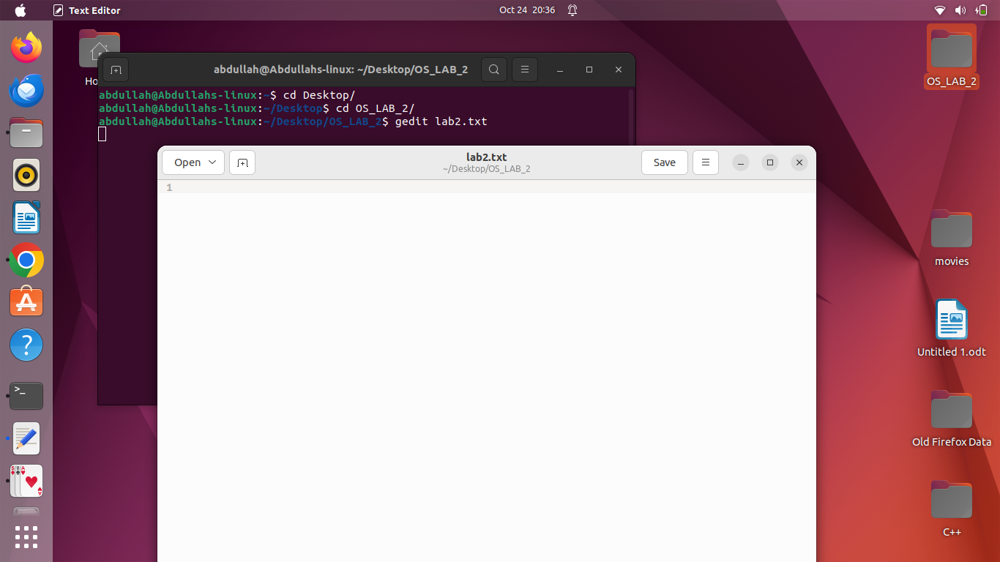 Text Editor
Oct 24 20:36
Ho
OS_LAB_2
abdullah@Abdullahs-linux: ~/Desktop/OS_LAB_2
abdullah@Abdullahs-linux:~$ cd Desktop/
abdullah@Abdullahs-linux:~/Desktop$ cd OS_LAB_2/
abdullah@Abdullahs-linux:~/Desktop/OS_LAB_2$ gedit lab2.txt
Open
lab2.txt
~/Desktop/OS_LAB_2
Save
1
movies
Untitled 1.odt
Old Firefox Data
C++